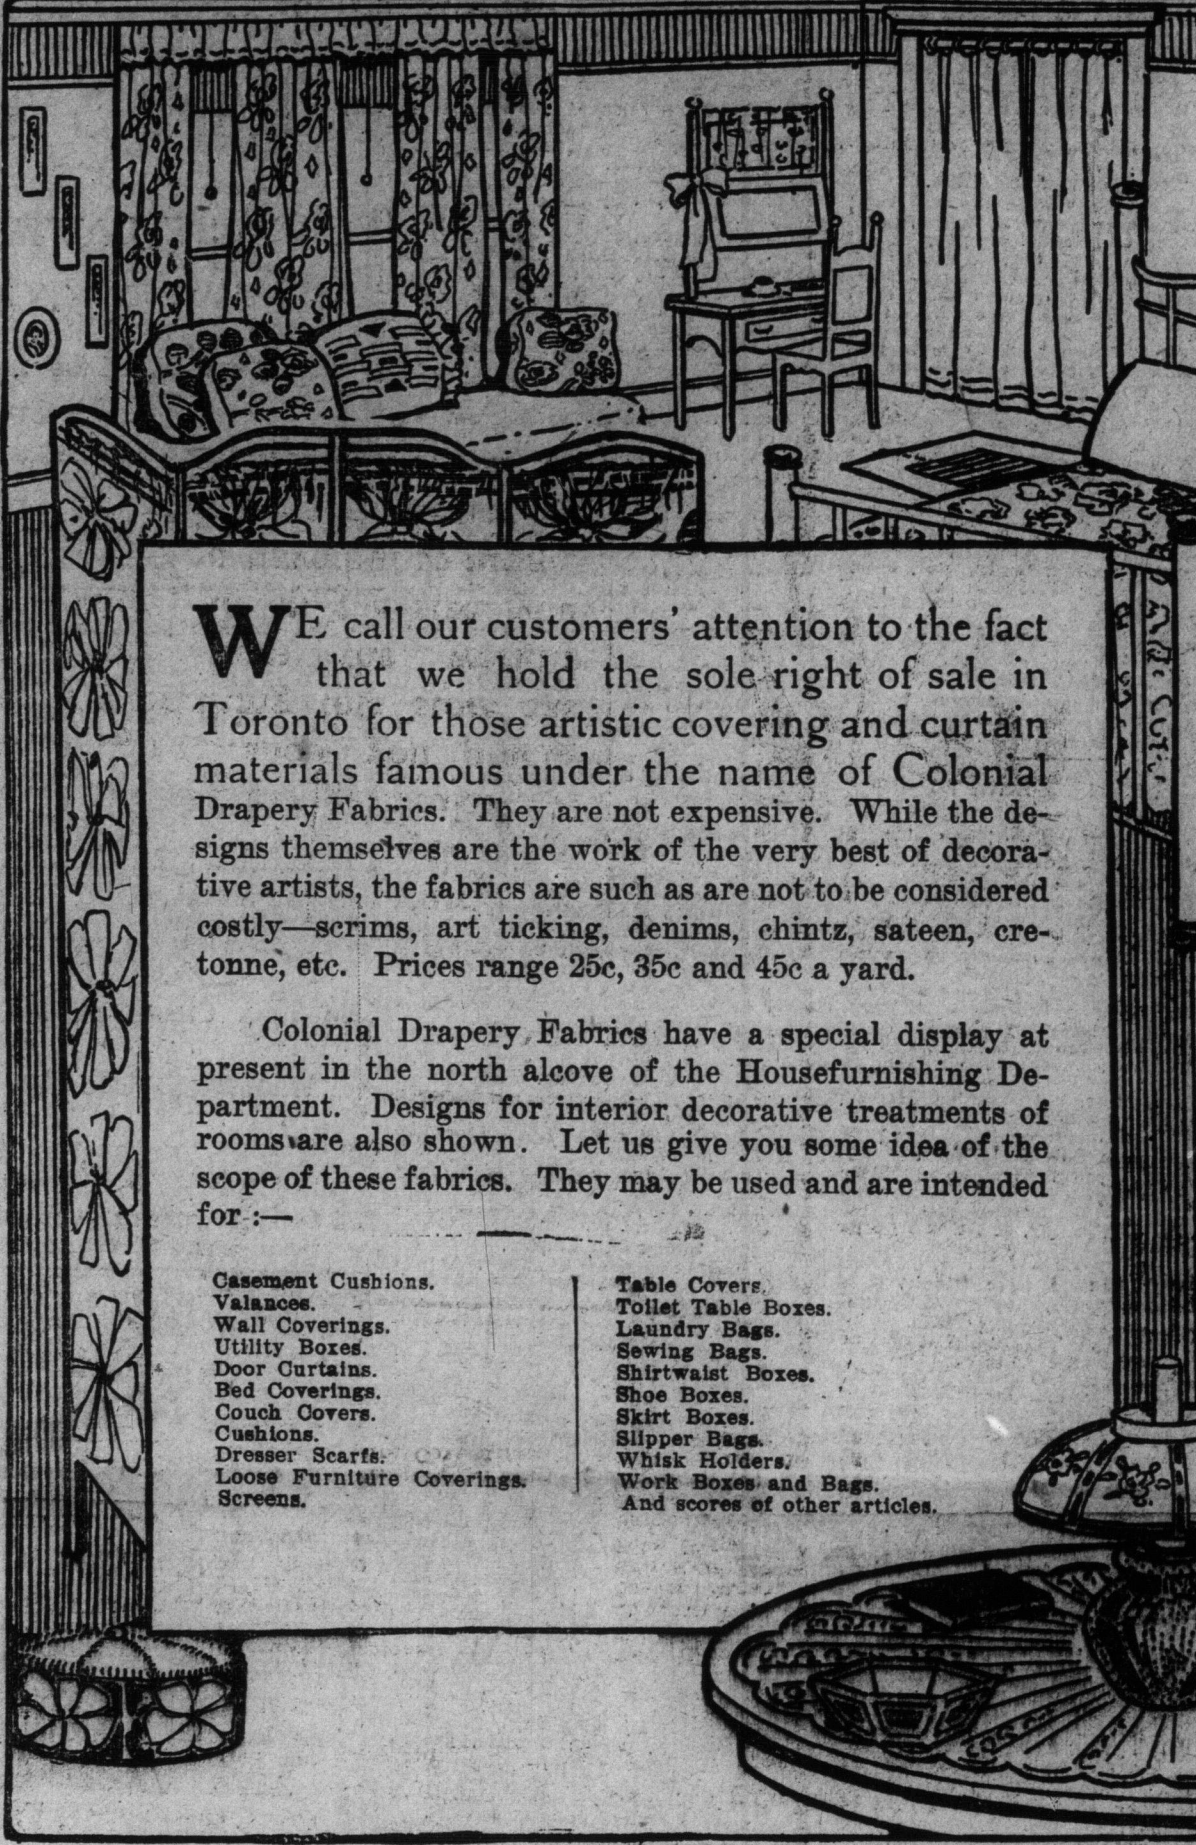 WE call our customers' attention to the fact
that we hold the sole right of sale in
Toronto for those artistic covering and curtain
materials famous under the name of Colonial
Drapery Fabrics. They are not expensive. While the de-
signs themselves are the work of the very best of decora-
tive artists, the fabrics are such as are not to be considered
costly—scrims, art ticking, denims, chintz, sateen, cre-
tonne, etc. Prices range 25c, 35c and 45c a yard.
Colonial Drapery Fabrics have a special display at
present in the north alcove of the Housefurnishing De-
partment. Designs for interior decorative treatments of
rooms are also shown. Let us give you some idea of the
scope of these fabrics. They may be used and are intended
for :—
Casement Cushions.
Valances.
Wall Coverings.
Utility Boxes.
Door Curtains.
Bed Coverings.
Couch Covers.
Cushions.
Dresser Scarfs.
Loose Furniture Coverings.
Screens.
Table Covers.
Toilet Table Boxes.
Laundry Bags.
Sewing Bags.
Shirtwaist Boxes.
Shoe Boxes.
Skirt Boxes.
Slipper Bags.
Whisk Holders.
Work Boxes and Bags.
And scores of other articles.